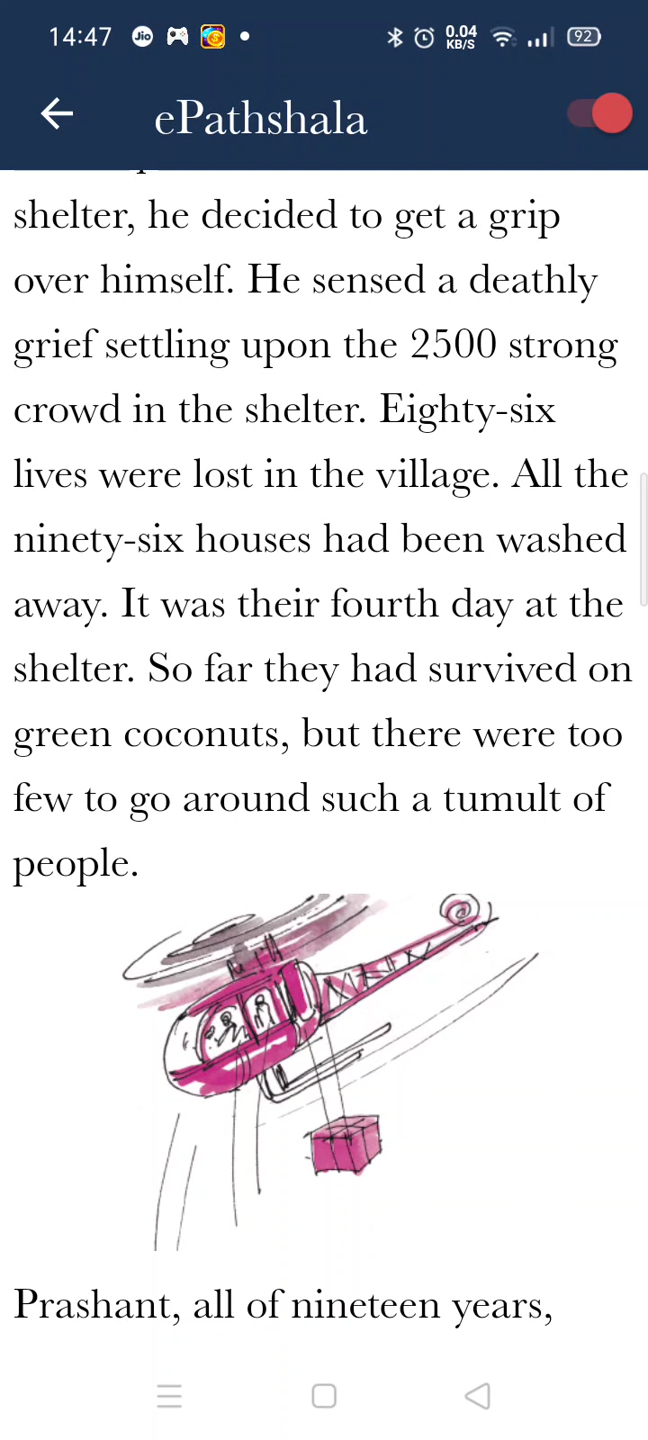 14:47
Jio
0.04
KB/S
92
ePathshala
shelter, he decided to get a grip
over himself. He sensed a deathly
grief settling upon the 2500 strong
crowd in the shelter. Eighty-six
lives were lost in the village. All the
ninety-six houses had been washed
away. It was their fourth day at the
shelter. So far they had survived on
green coconuts, but there were too
few to go around such a tumult of
people.
Prashant, all of nineteen years,